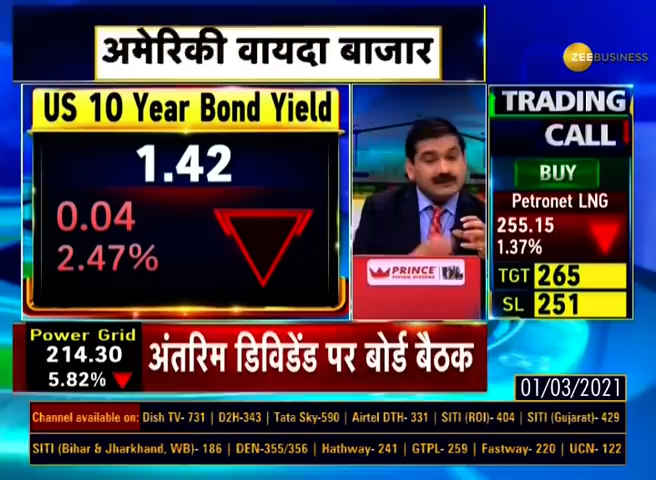 अमेरिकी वायदा बाजार
ZEEBUSINESS
US 10 Year Bond Yield
1.42
0.04
2.47%
PRINCE
PIPING SYSTEMS
TRADING
CALL
BUY
Petronet LNG
255.15
1.37%
TGT 265
SL 251
Power Grid
214.30
5.82%
अंतरिम डिविडेंड पर बोर्ड बैठक
01/03/2021
Channel available on: Dish TV- 731 | D2H-343 | Tata Sky-590 | Airtel DTH- 331 | SITI (ROI)- 404 | SITI (Gujarat)- 429
SITI (Bihar & Jharkhand, WB)- 186 | DEN-355/356 | Hathway- 241 | GTPL- 259 | Fastway- 220 | UCN- 122